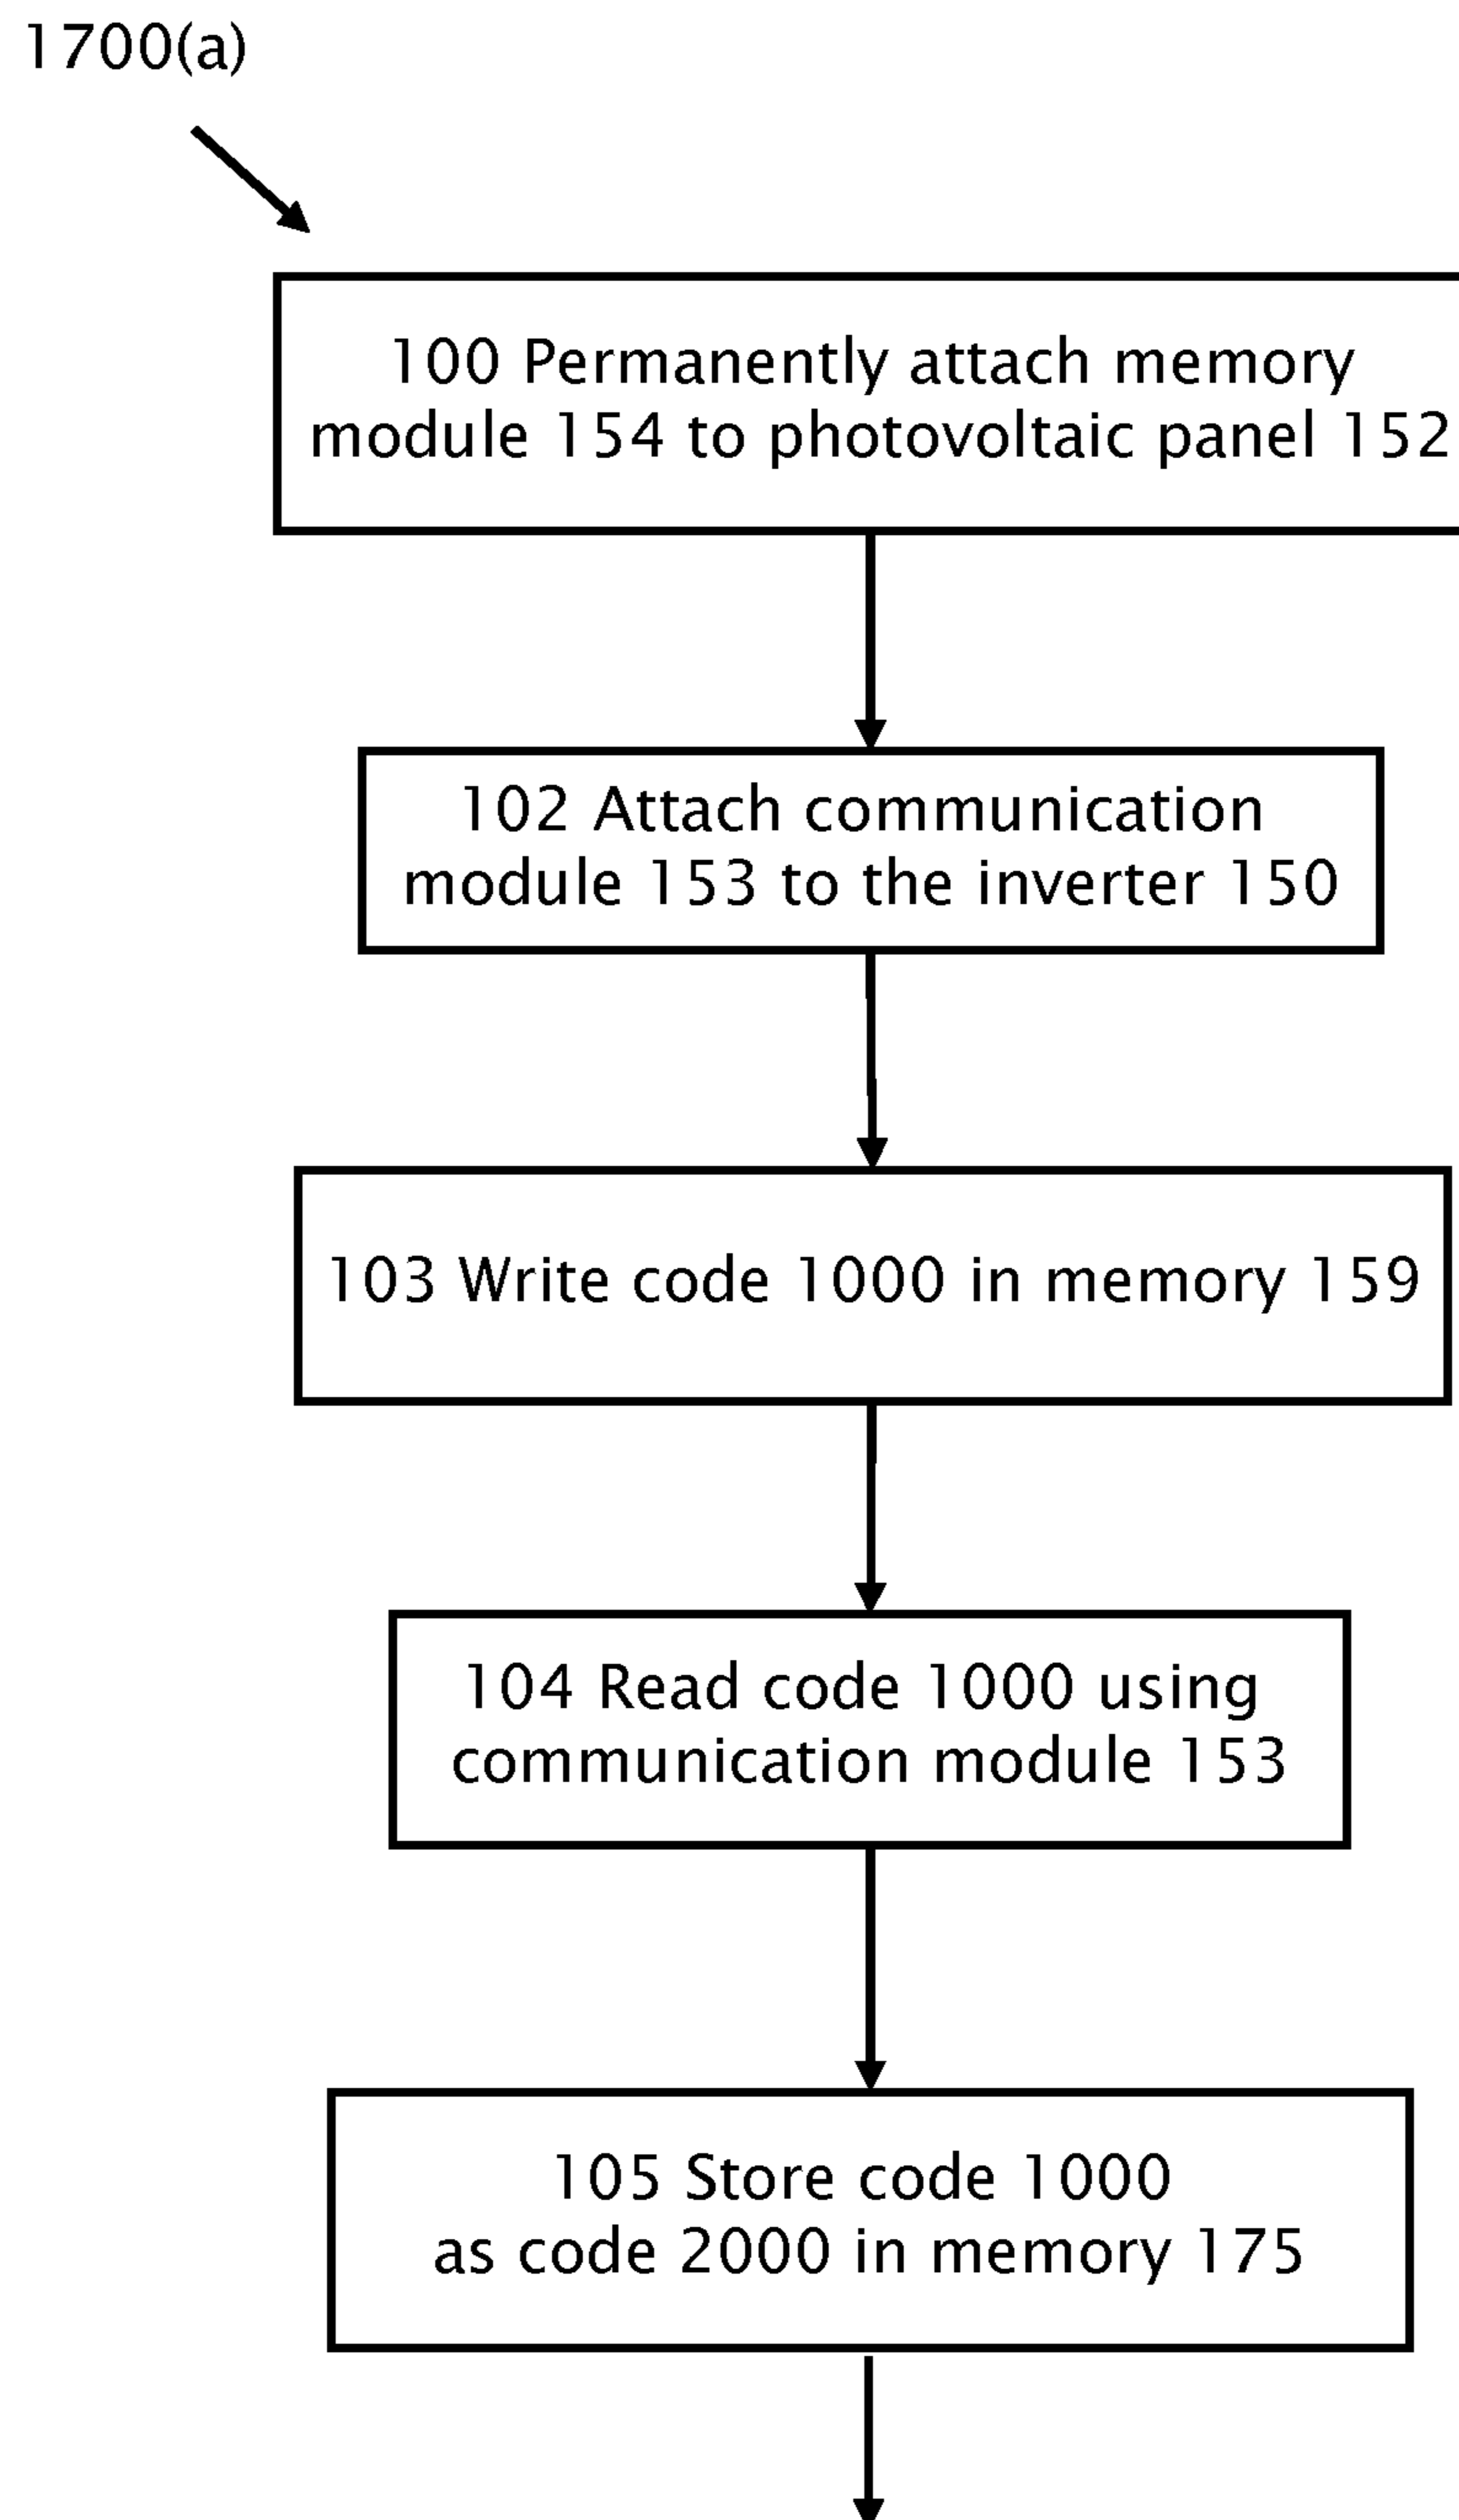 1700(a)
100 Permanently attach memory
module 154 to photovoltaic panel 152
102 Attach communication
module 153 to the inverter 150
103 Write code 1000 in memory 159
104 Read code 1000 using
communication module 153
105 Store code 1000
as code 2000 in memory 175